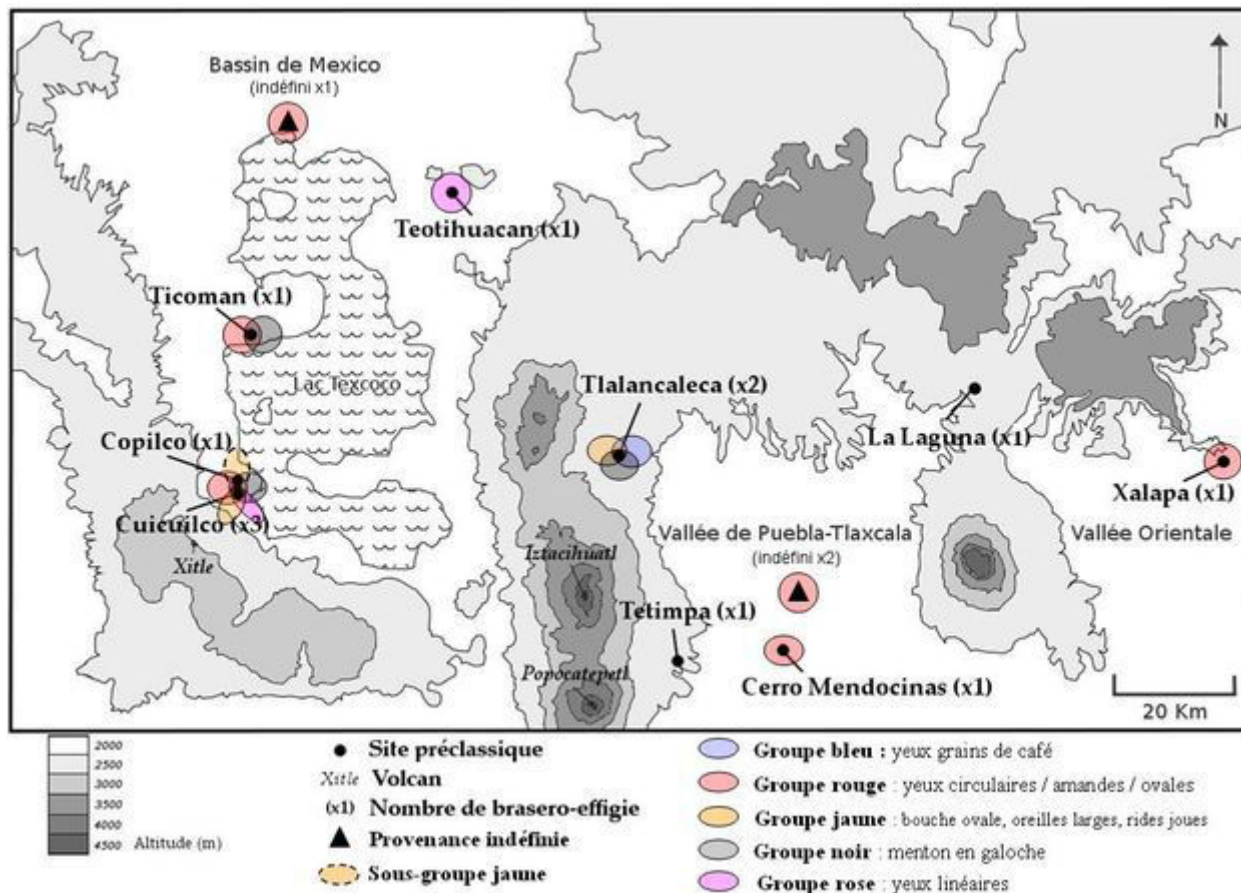 Bassin de Mexico
(indéfini x1)
N
Teotihuacan (x1)
Ticoman (x1)
Lac Texcoco
Tlalancaleca (x2)
Copilco (x1)
La Laguna (x1)
Xalapa (x1)
Cuicuilco (x3)
Vallée de Puebla-Tlaxcala
(indéfini x2)
Vallée Orientale
Xitle
Iztacihuatl
Tetimpa (x1)
Popocatepetl
Cerro Mendocinas (x1)
20 Km
2000
2500
3000
3500
4000
4500
Altitude (m)
Site préclassique
Xitle Volcan
(x1) Nombre de brasero-effigie
Provenance indéfinie
Sous-groupe jaune
Groupe bleu : yeux grains de café
Groupe rouge : yeux circulaires / amandes / ovales
Groupe jaune : bouche ovale, oreilles larges, rides joues
Groupe noir : menton en galoche
Groupe rose : yeux linéaires